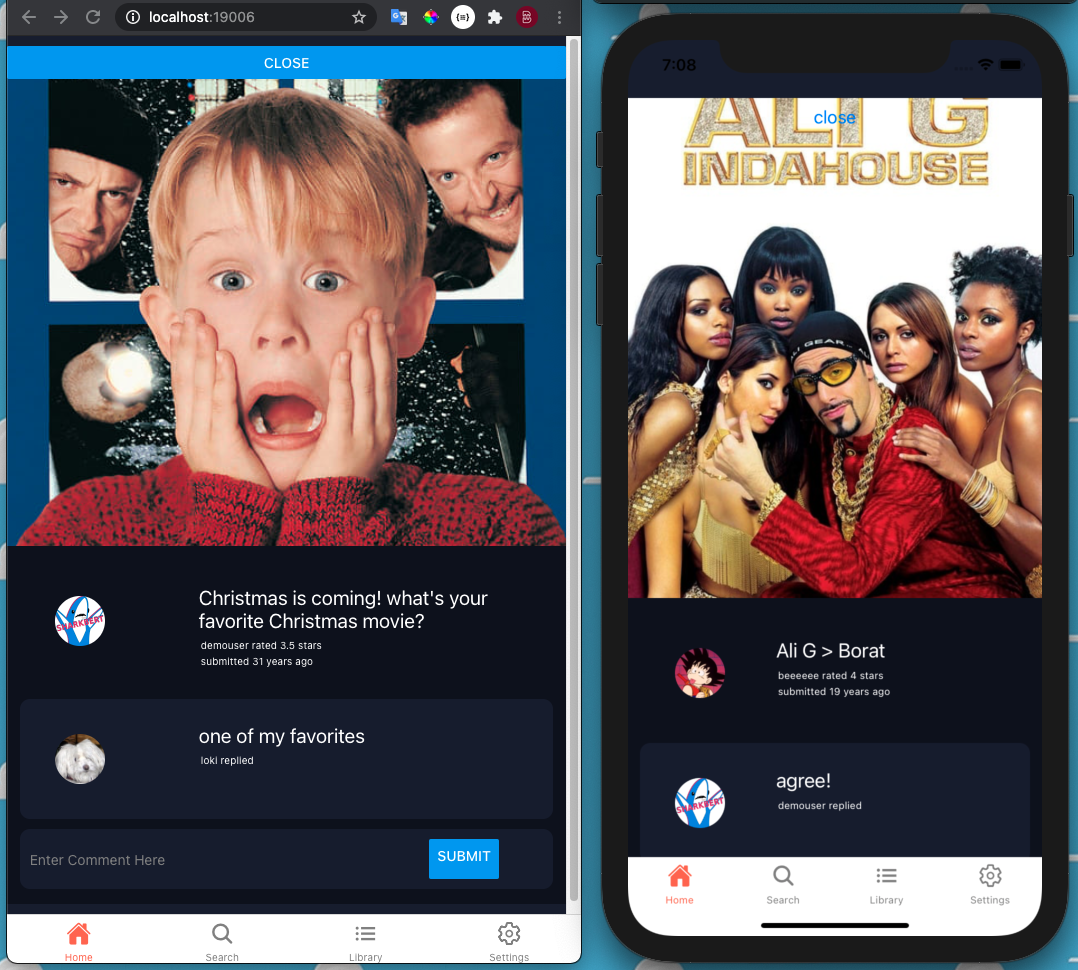 localhost:19006
CLOSE
Christmas is coming! what's your
favorite Christmas movie?
demouser rated 3.5 stars
submitted 31 years ago
SHARKBERT
one of my favorites
loki replied
Enter Comment Here
SUBMIT
Home
Search
Library
Settings
7:08
ALI G
close
INDAHOUSE
Ali G > Borat
beeeeee rated 4 stars
submitted 19 years ago
agree!
demouser replied
SHARKBERT
Home
Search
Library
Settings